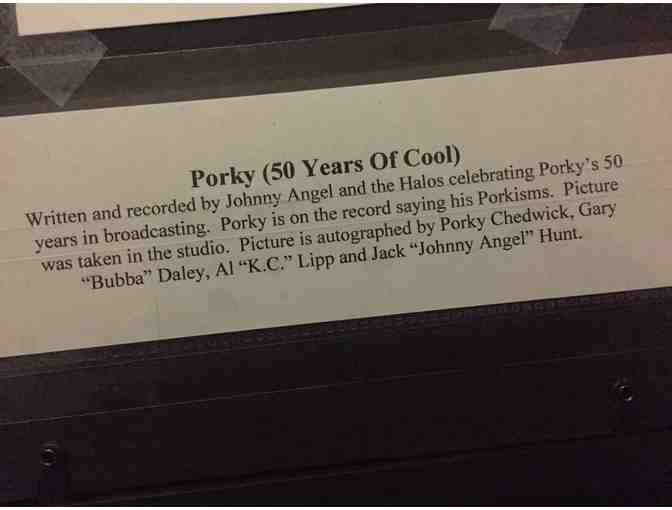 Porky (50 Years Of Cool)
Written and recorded by Johnny Angel and the Halos celebrating Porky's 50
years in broadcasting. Porky is on the record saying his Porkisms. Picture
was taken in the studio. Picture is autographed by Porky Chedwick, Gary
“Bubba” Daley, Al “K.C.” Lipp and Jack “Johnny Angel” Hunt.